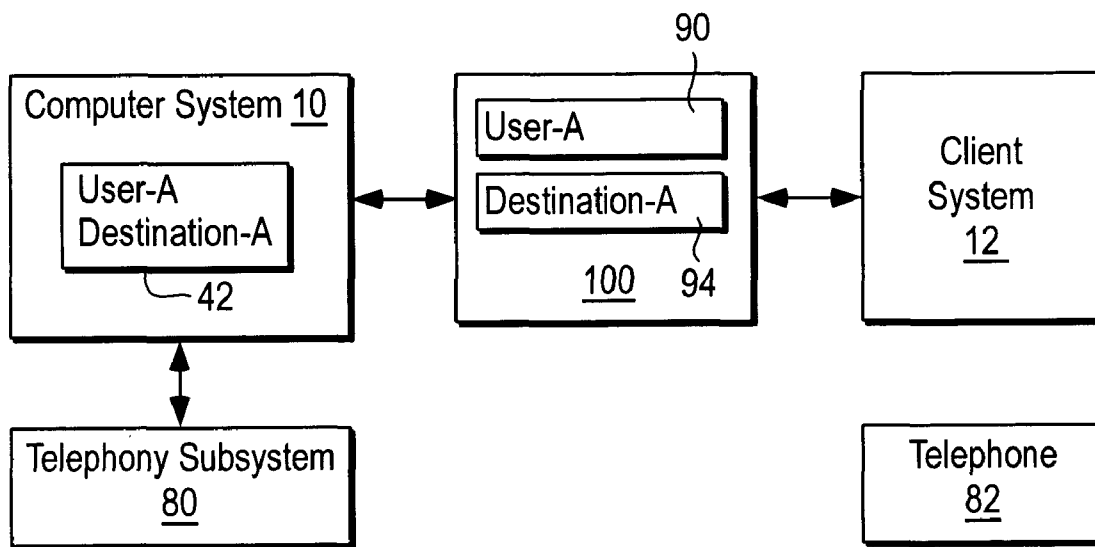 90
Computer System 10
User-A
Destination-A
42
User-A
Destination-A
100
94
Client
System
12
Telephony Subsystem
80
Telephone
82